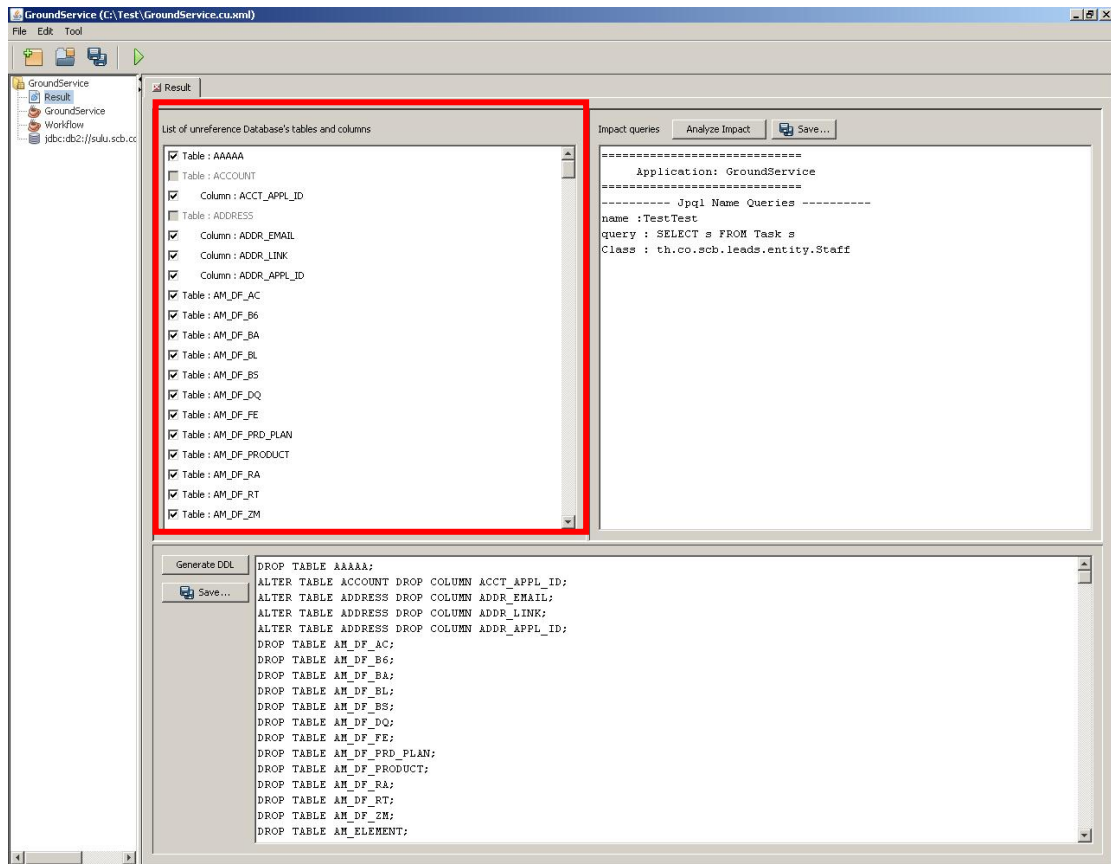 GroundService (C:\Test\GroundService.cu.xml)
File Edit Tool
GroundService
Result
GroundService
Workflow
jdbc:db2://sulu.scb.cc
Result
List of unreference Database's tables and columns
Table : AAAAA
Table : ACCOUNT
Column : ACCT_APPL_ID
Table : ADDRESS
Column : ADDR_EMAIL
Column : ADDR_LINK
Column : ADDR_APPL_ID
Table : AM_DF_AC
Table : AM_DF_B6
Table : AM_DF_BA
Table : AM_DF_BL
Table : AM_DF_BS
Table : AM_DF_DQ
Table : AM_DF_FE
Table : AM_DF_PRD_PLAN
Table : AM_DF_PRODUCT
Table : AM_DF_RA
Table : AM_DF_RT
Table : AM_DF_ZM
Impact queries Analyze Impact Save...
=============================
Application: GroundService
=============================
---------- Jpql Name Queries ----------
name :TestTest
query : SELECT s FROM Task s
Class : th.co.scb.leads.entity.Staff
Generate DDL
Save...
DROP TABLE AAAAA;
ALTER TABLE ACCOUNT DROP COLUMN ACCT_APPL_ID;
ALTER TABLE ADDRESS DROP COLUMN ADDR_EMAIL;
ALTER TABLE ADDRESS DROP COLUMN ADDR_LINK;
ALTER TABLE ADDRESS DROP COLUMN ADDR_APPL_ID;
DROP TABLE AM_DF_AC;
DROP TABLE AM_DF_B6;
DROP TABLE AM_DF_BA;
DROP TABLE AM_DF_BL;
DROP TABLE AM_DF_BS;
DROP TABLE AM_DF_DQ;
DROP TABLE AM_DF_FE;
DROP TABLE AM_DF_PRD_PLAN;
DROP TABLE AM_DF_PRODUCT;
DROP TABLE AM_DF_RA;
DROP TABLE AM_DF_RT;
DROP TABLE AM_DF_ZM;
DROP TABLE AM_ELEMENT;